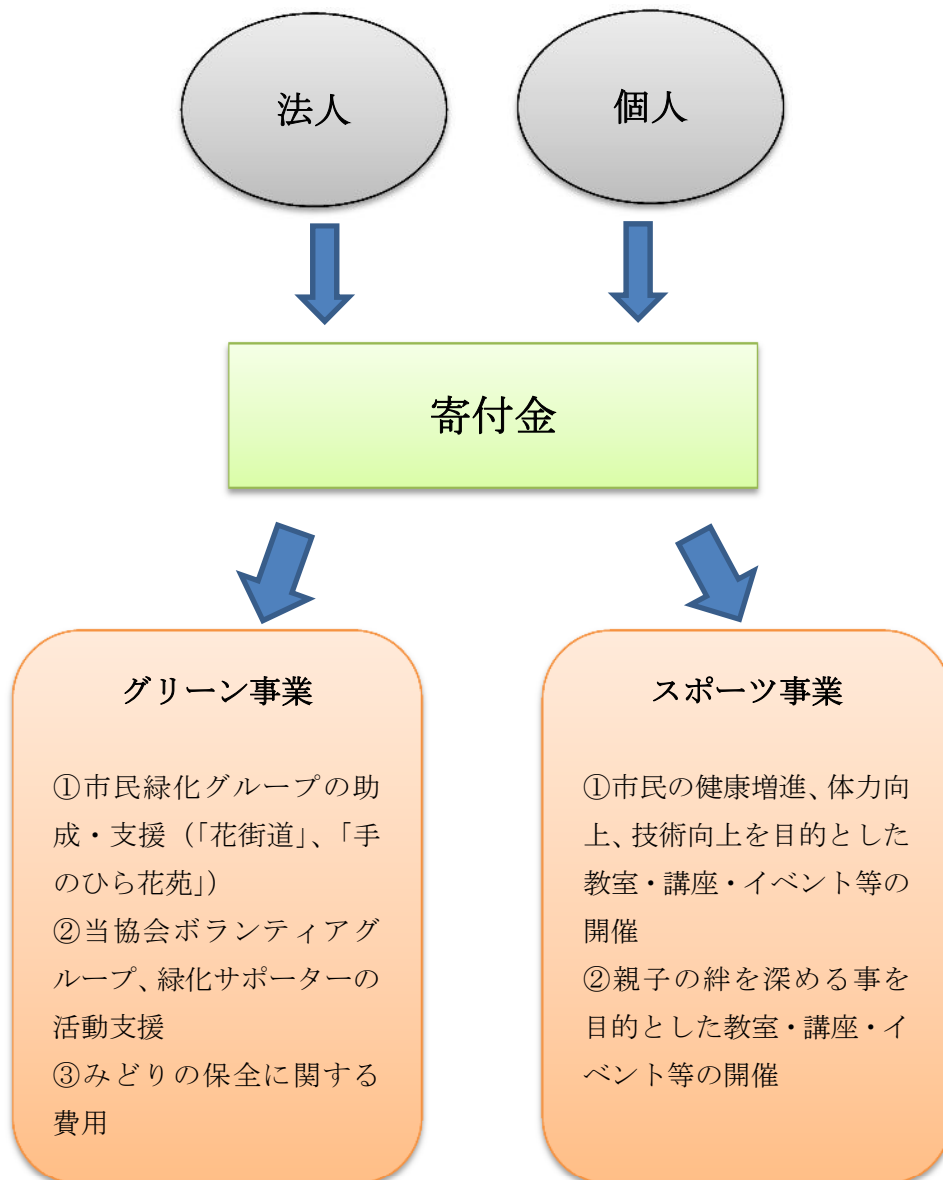 法人
個人
寄付金
グリーン事業
①市民緑化グループの助
成・支援（「花街道」、「手
のひら花苑」）
②当協会ボランティアグ
ループ、緑化サポーターの
活動支援
③みどりの保全に関する
費用
スポーツ事業
①市民の健康増進、体力向
上、技術向上を目的とした
教室・講座・イベント等の
開催
②親子の絆を深める事を
目的とした教室・講座・イ
ベント等の開催